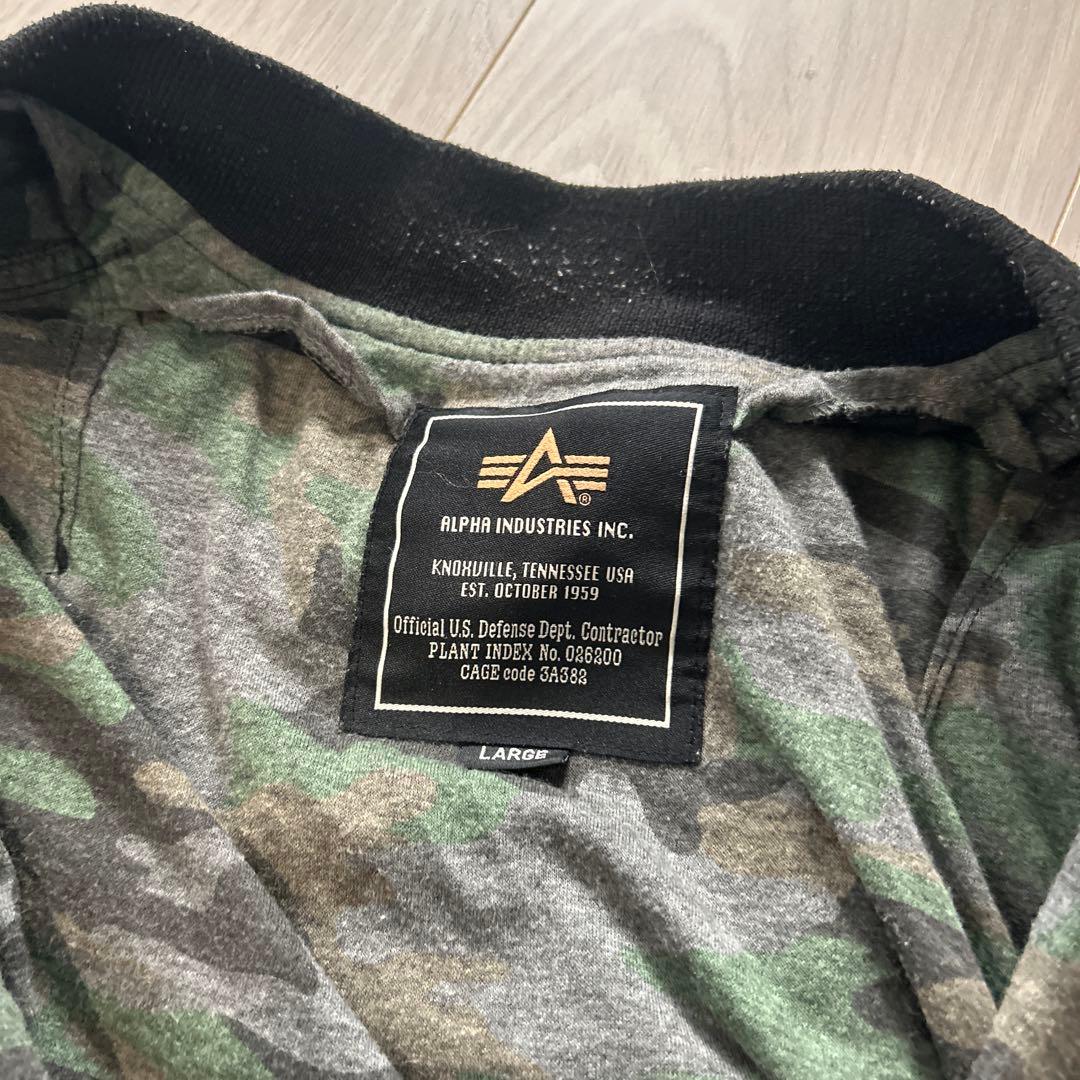 ®
ALPHA INDUSTRIES INC.
KNOXVILLE, TENNESSEE USA
EST. OCTOBER 1959
Official U.S. Defense Dept. Contractor
PLANT INDEX No. 026200
CAGE code 3A382
LARGE